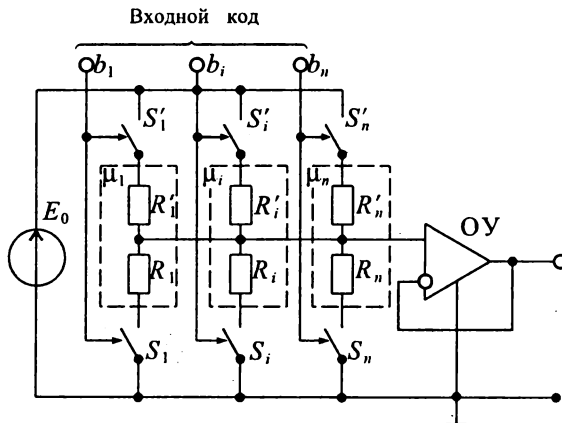 Входной код
b₁ bᵢ bₙ
S′₁ S′ᵢ S′ₙ
μ₁ μᵢ μₙ
E₀ R′₁ R′ᵢ R′ₙ ОУ
R₁ Rᵢ Rₙ
S₁ Sᵢ Sₙ